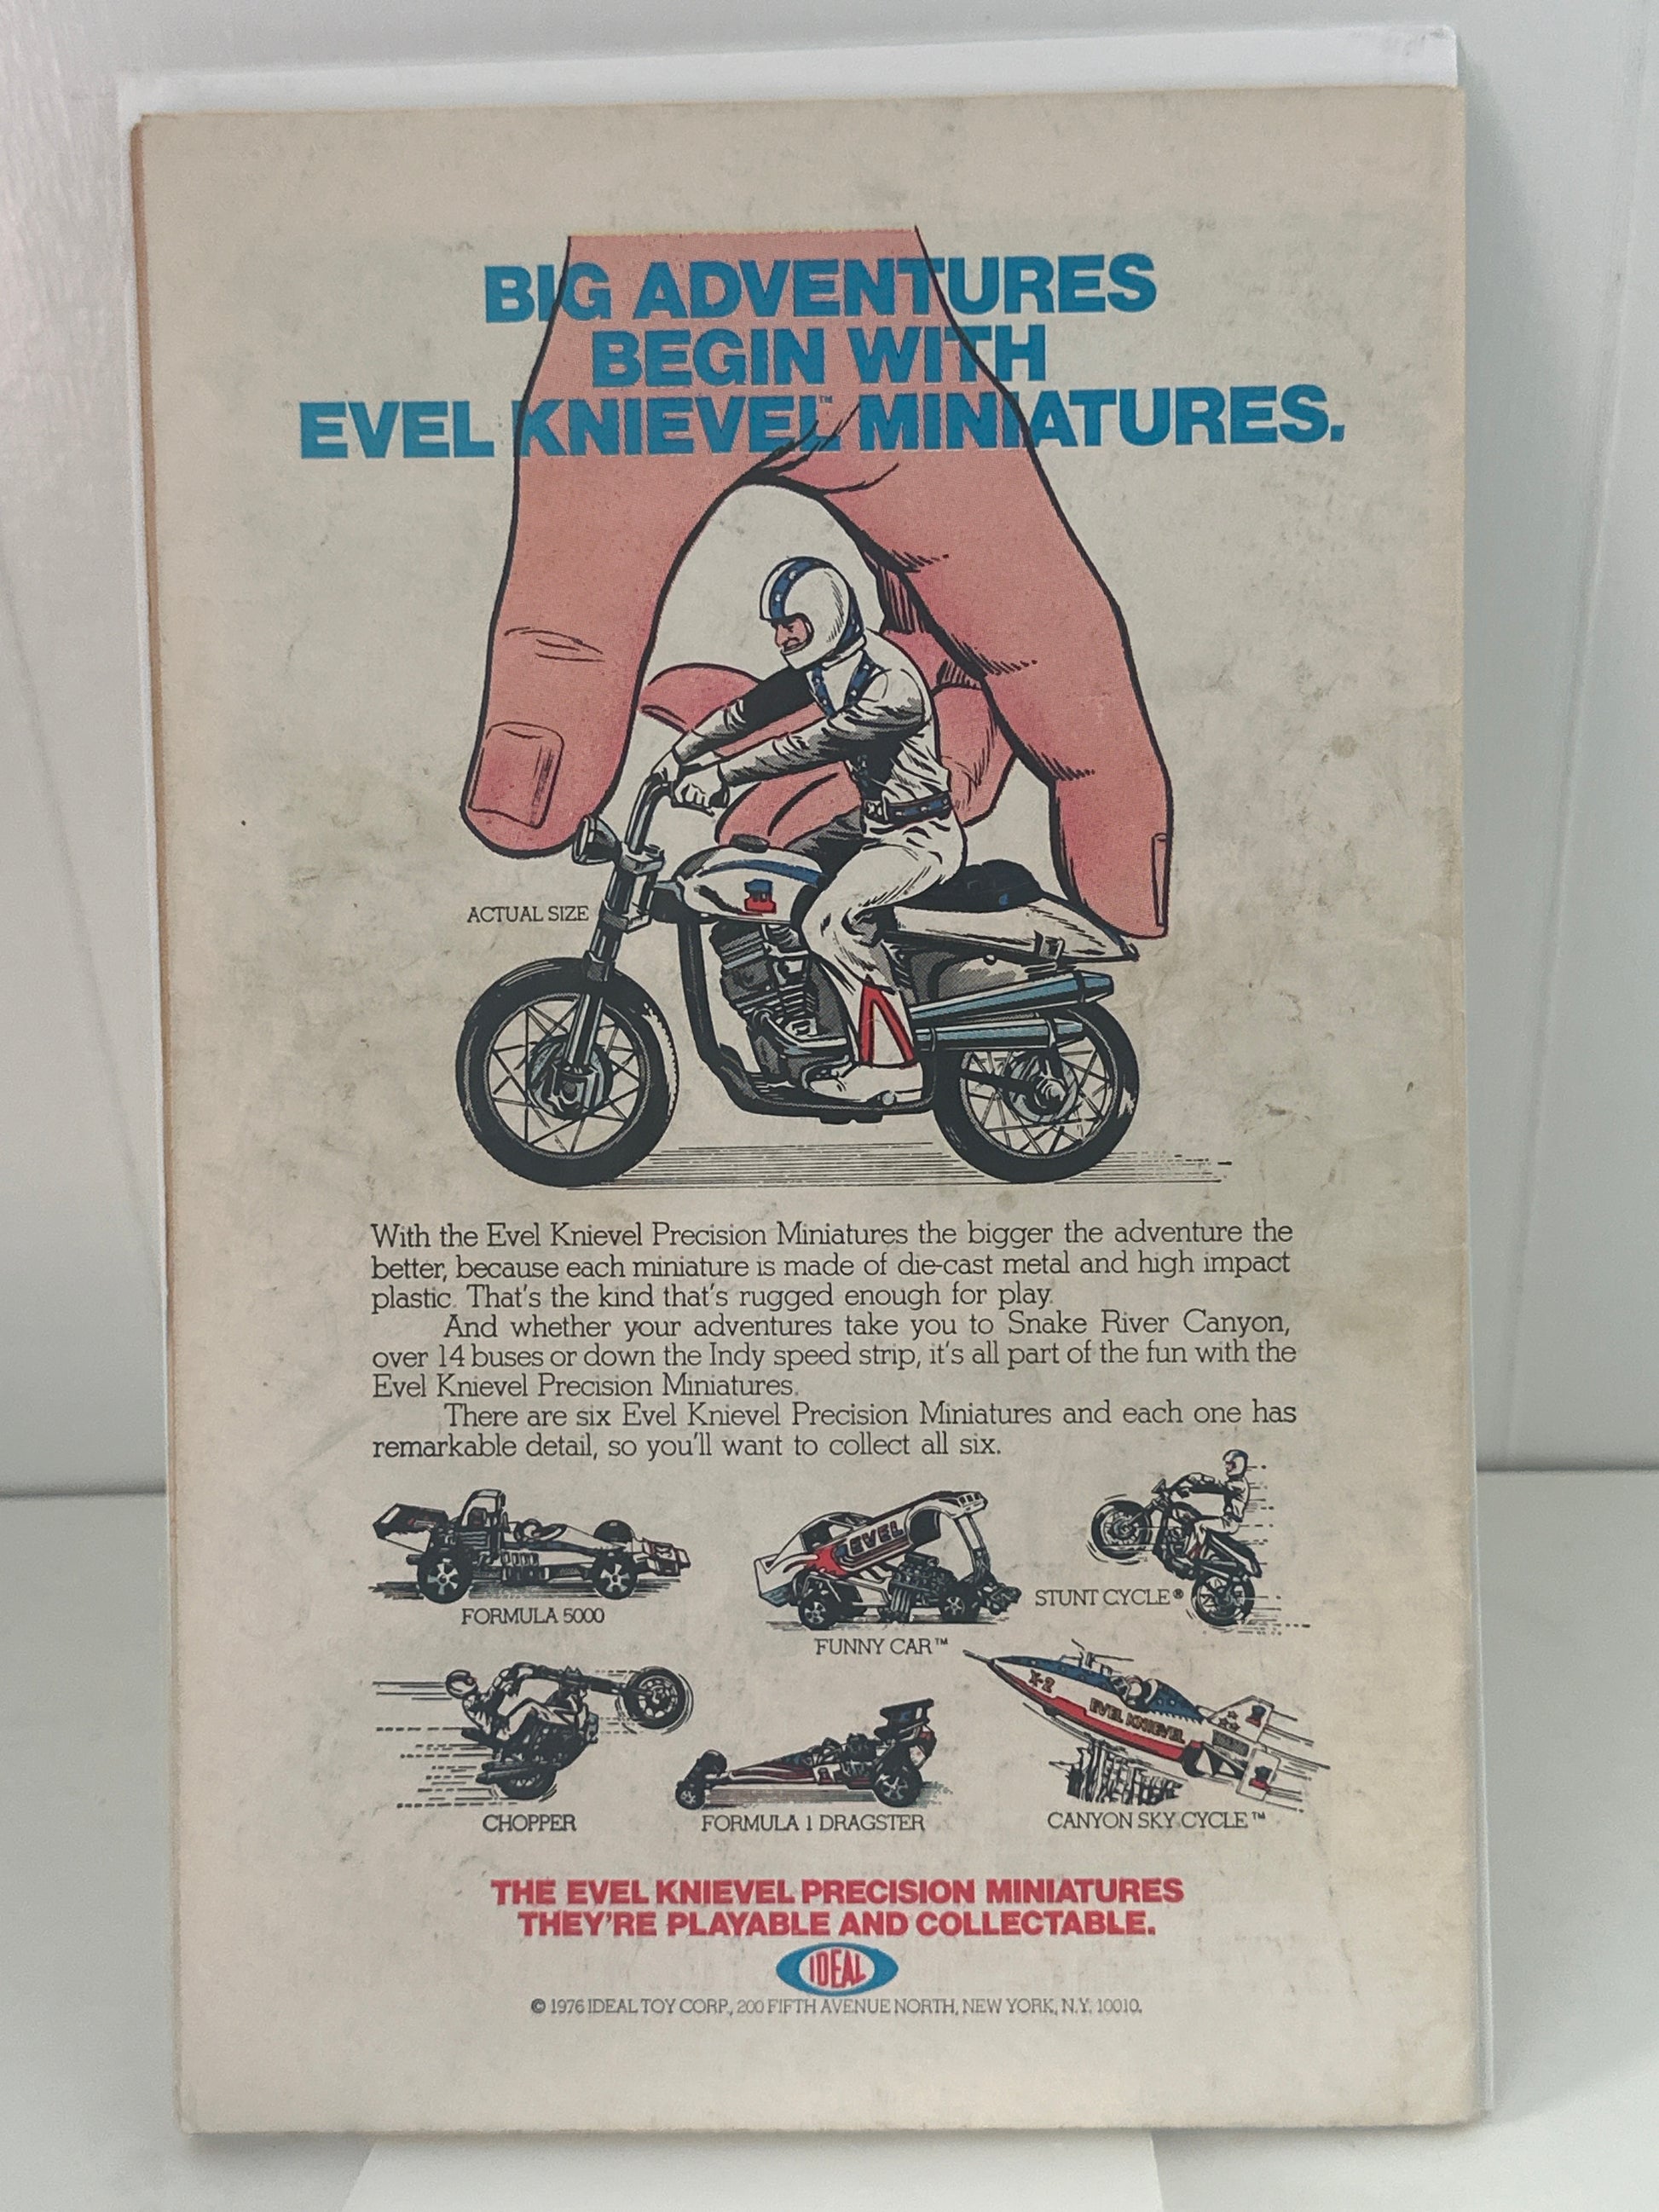 BIG ADVENTURES
BEGIN WITH
EVEL KNIEVEL™ MINIATURES.
ACTUAL SIZE
With the Evel Knievel Precision Miniatures the bigger the adventure the
better, because each miniature is made of die-cast metal and high impact
plastic. That's the kind that's rugged enough for play.
And whether your adventures take you to Snake River Canyon,
over 14 buses or down the Indy speed strip, it's all part of the fun with the
Evel Knievel Precision Miniatures.
There are six Evel Knievel Precision Miniatures and each one has
remarkable detail, so you'll want to collect all six.
EVEL
FORMULA 5000
FUNNY CAR™
STUNT CYCLE®
X-2
EVEL KNIEVEL
CHOPPER
FORMULA 1 DRAGSTER
CANYON SKY CYCLE™
THE EVEL KNIEVEL PRECISION MINIATURES
THEY'RE PLAYABLE AND COLLECTABLE.
IDEAL
© 1976 IDEAL TOY CORP., 200 FIFTH AVENUE NORTH, NEW YORK, N.Y. 10010.